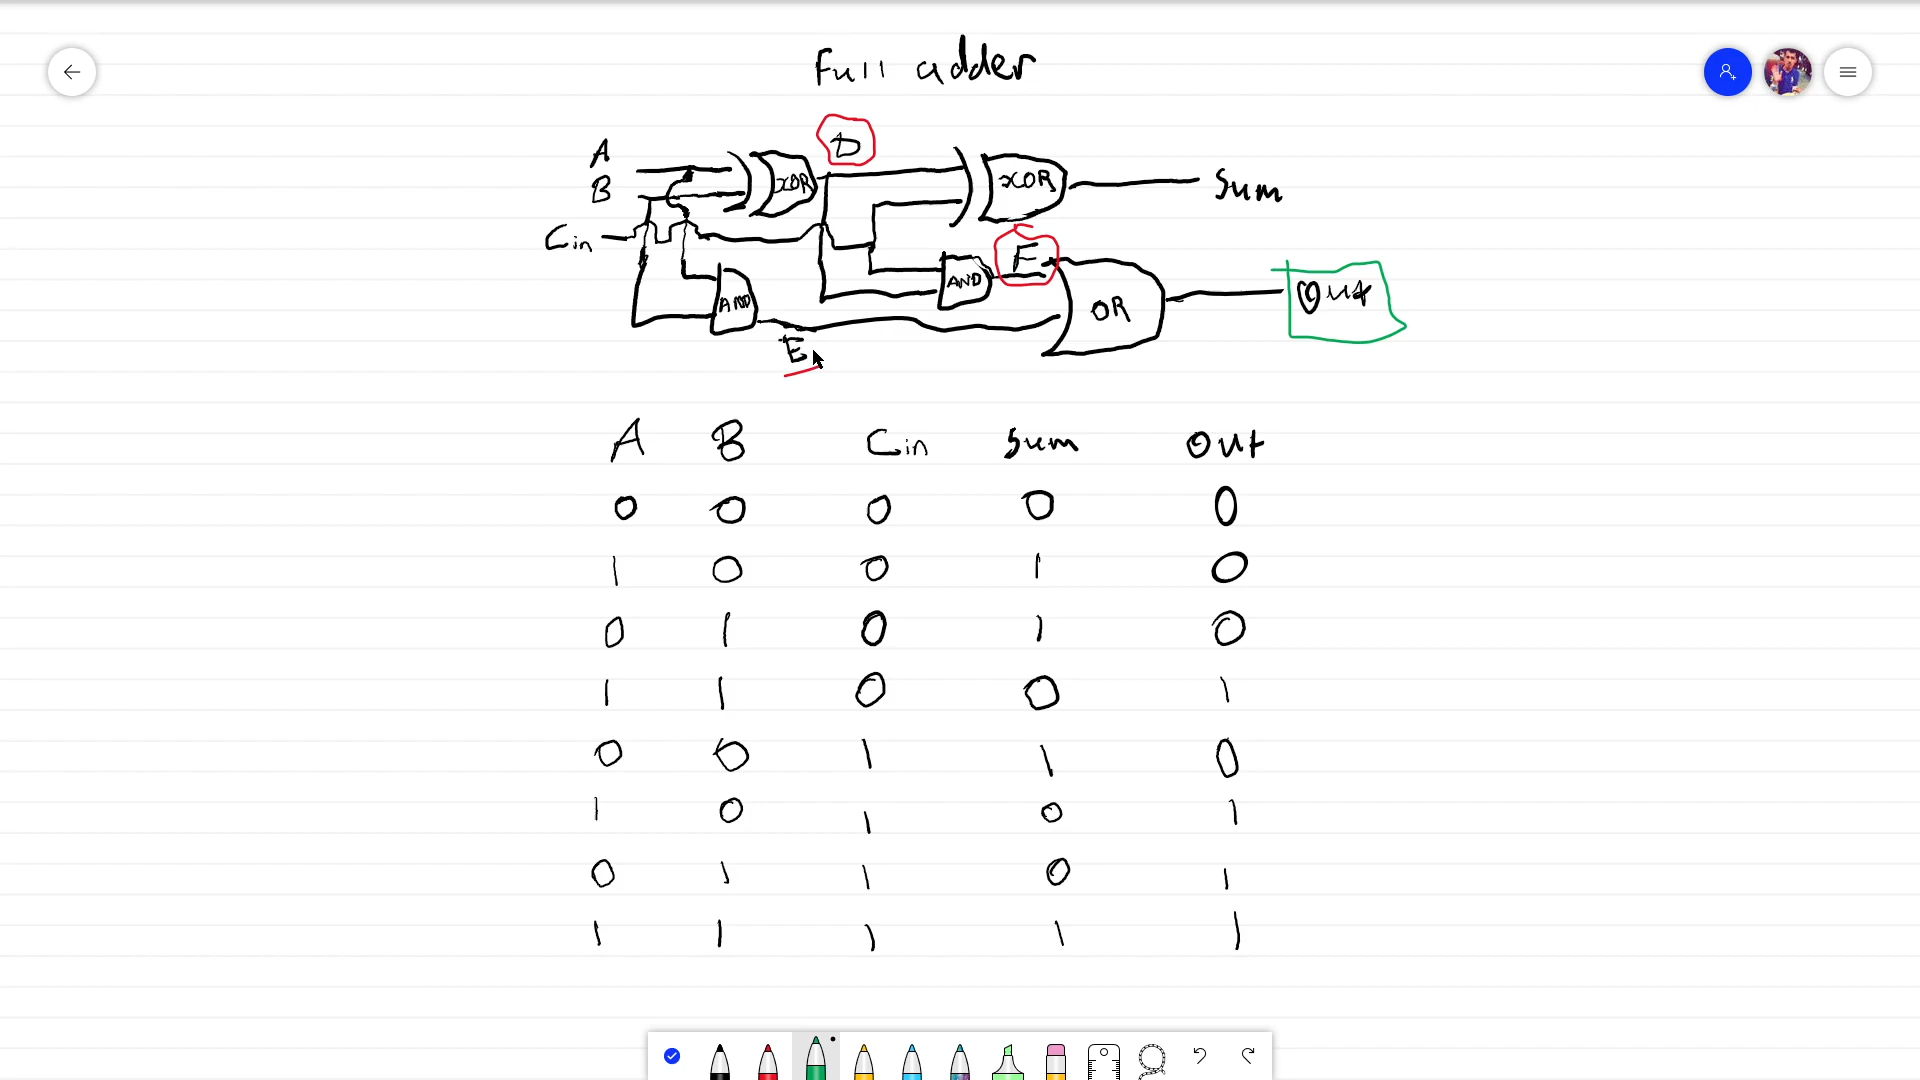 Full adder
A
D
XOR
XOR
B
Sum
Cin
F
AND
AND
OR
Out
E
A B Cin Sum Out
0 0 0 0 0
1 0 0 1 0
0 1 0 1 0
1 1 0 0 1
0 0 1 1 0
1 0 1 0 1
0 1 1 0 1
1 1 1 1 1